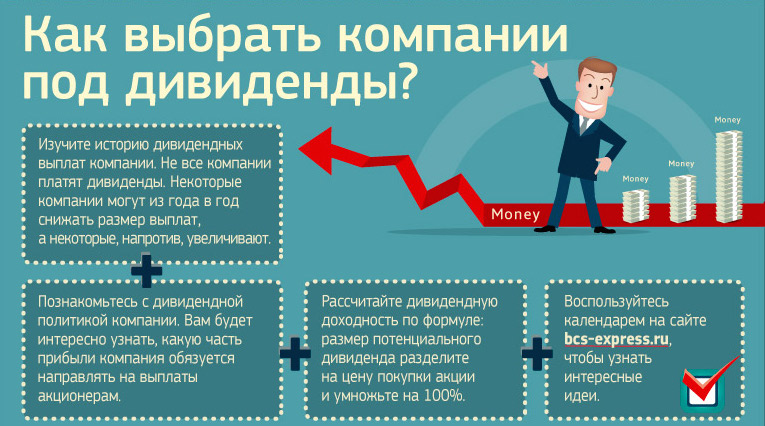 Как выбрать компании
под дивиденды?
Изучите историю дивидендных
выплат компании. Не все компании
платят дивиденды. Некоторые
компании могут из года в год
снижать размер выплат,
а некоторые, напротив, увеличивают.
Money
Money
Money
Money
Познакомьтесь с дивидендной
политикой компании. Вам будет
интересно узнать, какую часть
прибыли компания обязуется
направлять на выплаты
акционерам.
Рассчитайте дивидендную
доходность по формуле:
размер потенциального
дивиденда разделите
на цену покупки акции
и умножьте на 100%.
Воспользуйтесь
календарем на сайте
bcs-express.ru,
чтобы узнать
интересные
идеи.